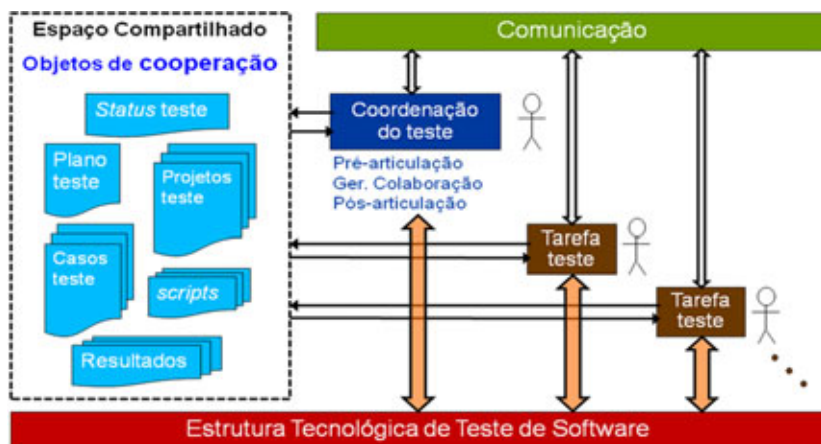 Espaço Compartilhado
Objetos de cooperação
Status teste
Plano
teste
Projetos
teste
Casos
teste
scripts
Resultados
Comunicação
Coordenação
do teste
Pré-articulação
Ger. Colaboração
Pós-articulação
Tarefa
teste
Tarefa
teste
Estrutura Tecnológica de Teste de Software